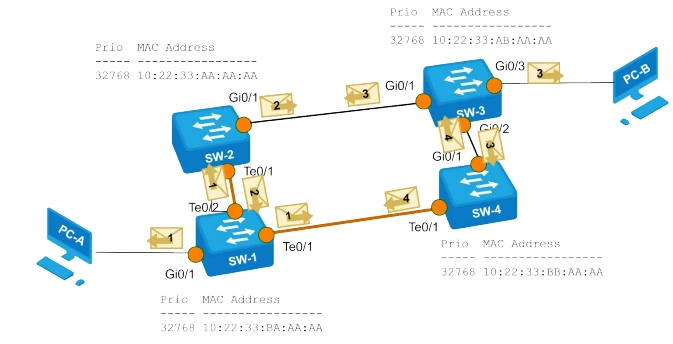 Prio MAC Address
----- ------------------
32768 10:22:33:AB:AA:AA
Prio MAC Address
----- ------------------
32768 10:22:33:AA:AA:AA
Gi0/3
3
PC-B
Gi0/1
2
3
Gi0/1
SW-3
Gi0/2
4
3
Gi0/1
SW-2
Te0/1
1
2
Te0/2
SW-4
4
1
Te0/1
Te0/1
PC-A
1
SW-1
Gi0/1
Prio MAC Address
----- ------------------
32768 10:22:33:BB:AA:AA
Prio MAC Address
----- ------------------
32768 10:22:33:BA:AA:AA